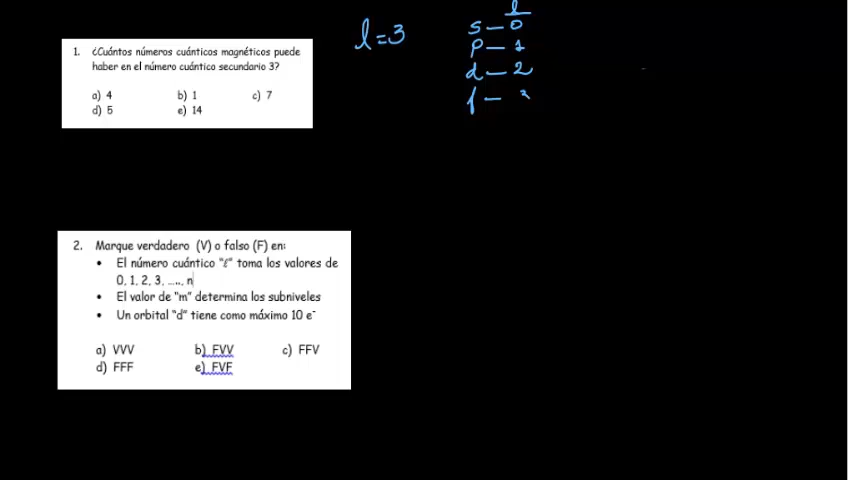 1. ¿Cuántos números cuánticos magnéticos puede
haber en el número cuántico secundario 3?
a) 4 b) 1 c) 7
d) 5 e) 14
l=3
l
s – 0
p – 1
d – 2
f – 3
2. Marque verdadero (V) o falso (F) en:
• El número cuántico "ℓ" toma los valores de
0, 1, 2, 3, ....., n
• El valor de "m" determina los subniveles
• Un orbital "d" tiene como máximo 10 e⁻
a) VVV b) FVV c) FFV
d) FFF e) FVF